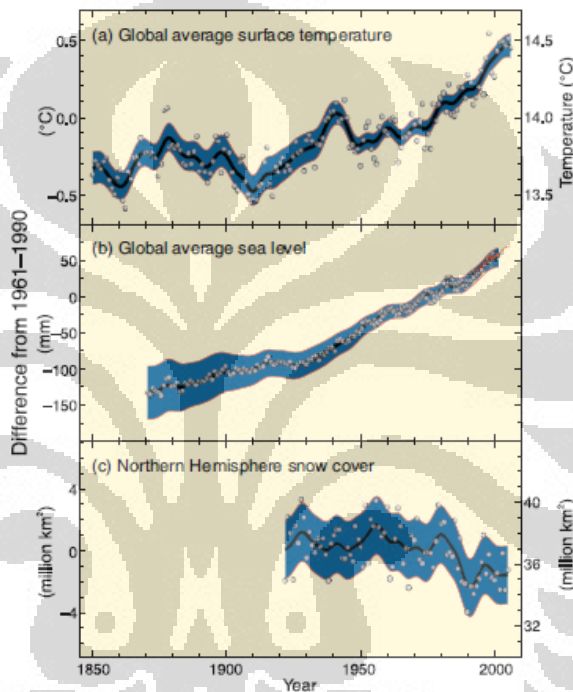 (a) Global average surface temperature
0.5
0.0
−0.5
(°C)
14.5
14.0
13.5
Temperature (°C)
Difference from 1961–1990
(b) Global average sea level
50
0
−50
−100
−150
(mm)
(c) Northern Hemisphere snow cover
4
0
−4
(million km²)
40
36
32
(million km²)
1850
1900
1950
2000
Year